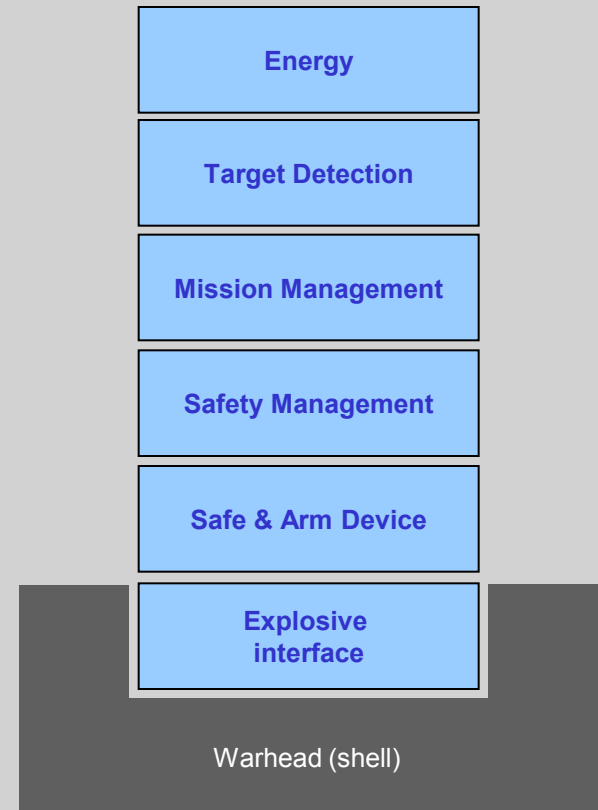 Energy
Target Detection
Mission Management
Safety Management
Safe & Arm Device
Explosive
interface
Warhead (shell)